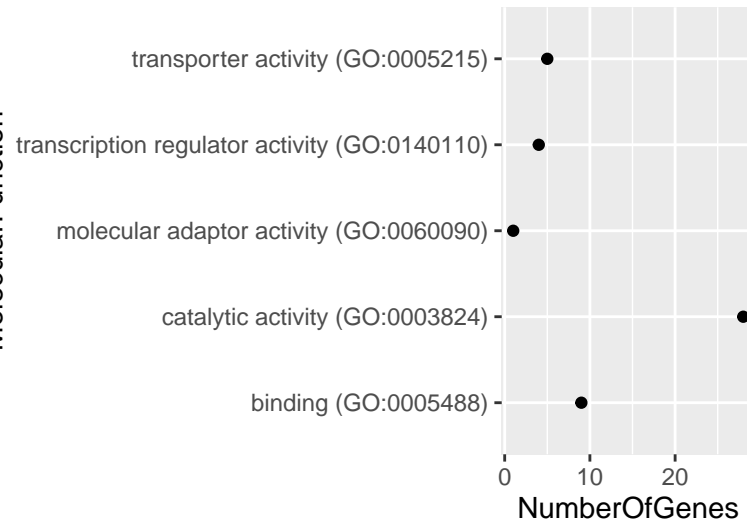 transporter activity (GO:0005215)
transcription regulator activity (GO:0140110)
molecular adaptor activity (GO:0060090)
catalytic activity (GO:0003824)
binding (GO:0005488)
0 10 20
NumberOfGenes